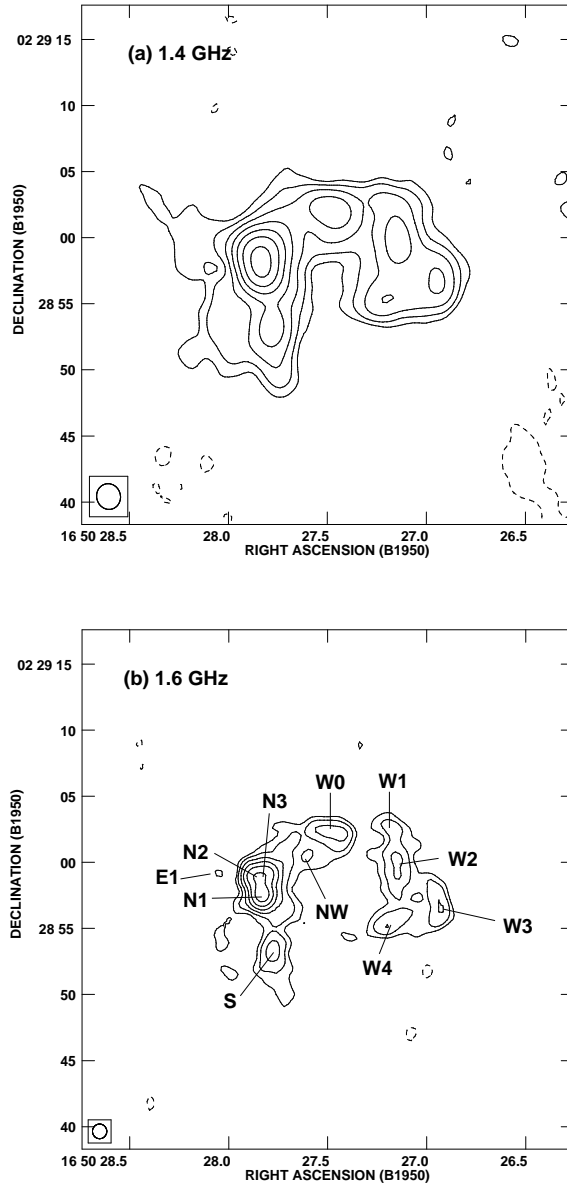 (a) 1.4 GHz
DECLINATION (B1950)
02 29 15
10
05
00
28 55
50
45
40
16 50 28.5 28.0 27.5 27.0 26.5
RIGHT ASCENSION (B1950)
(b) 1.6 GHz
DECLINATION (B1950)
02 29 15
10
05
00
28 55
50
45
40
W0 W1
N3
N2 W2
E1
N1 NW W3
W4
S
16 50 28.5 28.0 27.5 27.0 26.5
RIGHT ASCENSION (B1950)